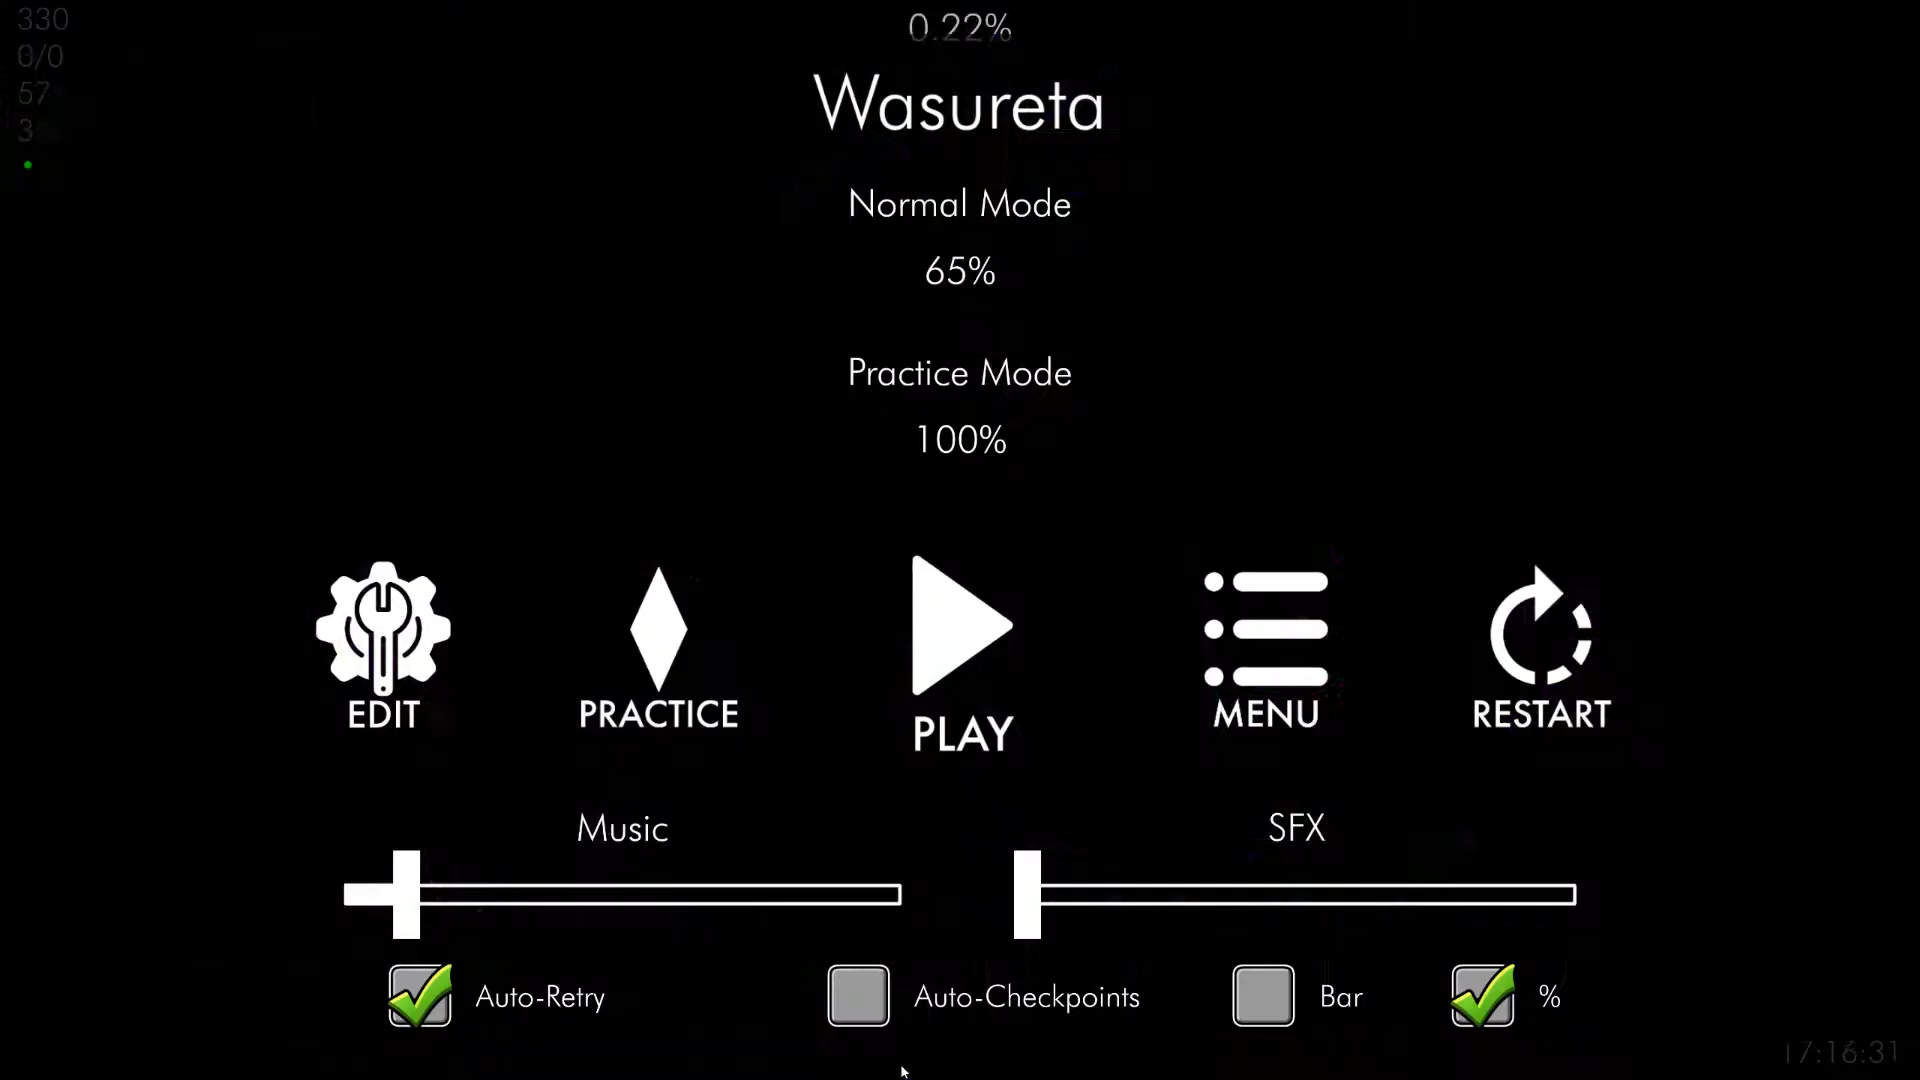 330
0/0
57
3
0.22%
Wasureta
Normal Mode
65%
Practice Mode
100%
EDIT
PRACTICE
PLAY
MENU
RESTART
Music
SFX
Auto-Retry
Auto-Checkpoints
Bar
%
17:16:31